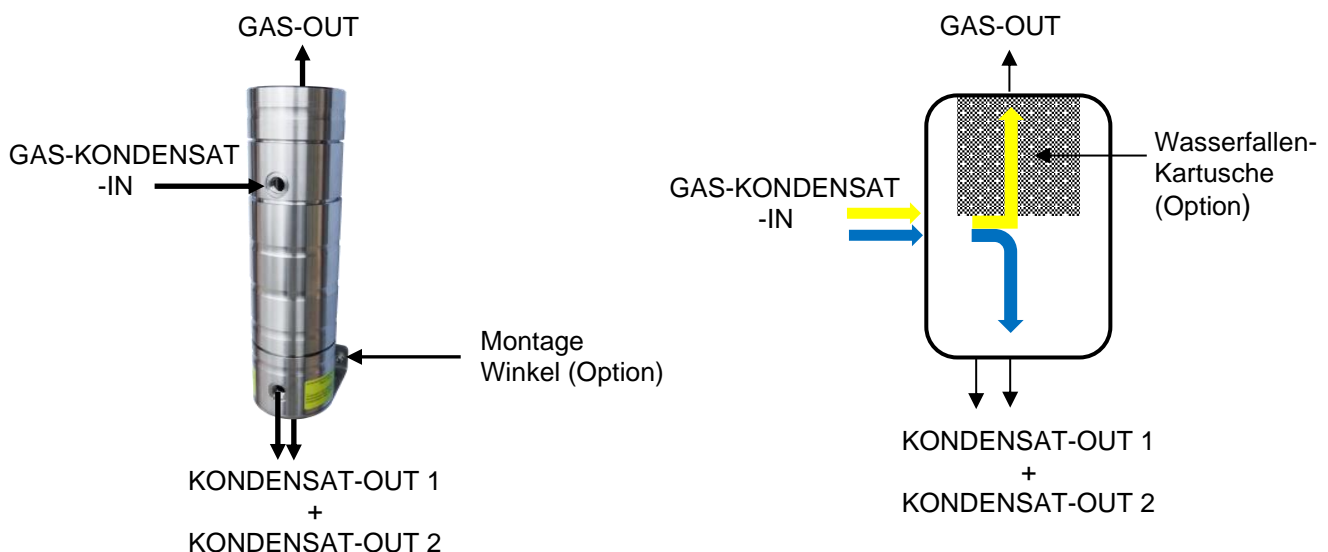 GAS-OUT
GAS-KONDENSAT
-IN
Montage
Winkel (Option)
KONDENSAT-OUT 1
+
KONDENSAT-OUT 2
GAS-OUT
Wasserfallen-
Kartusche
(Option)
GAS-KONDENSAT
-IN
KONDENSAT-OUT 1
+
KONDENSAT-OUT 2